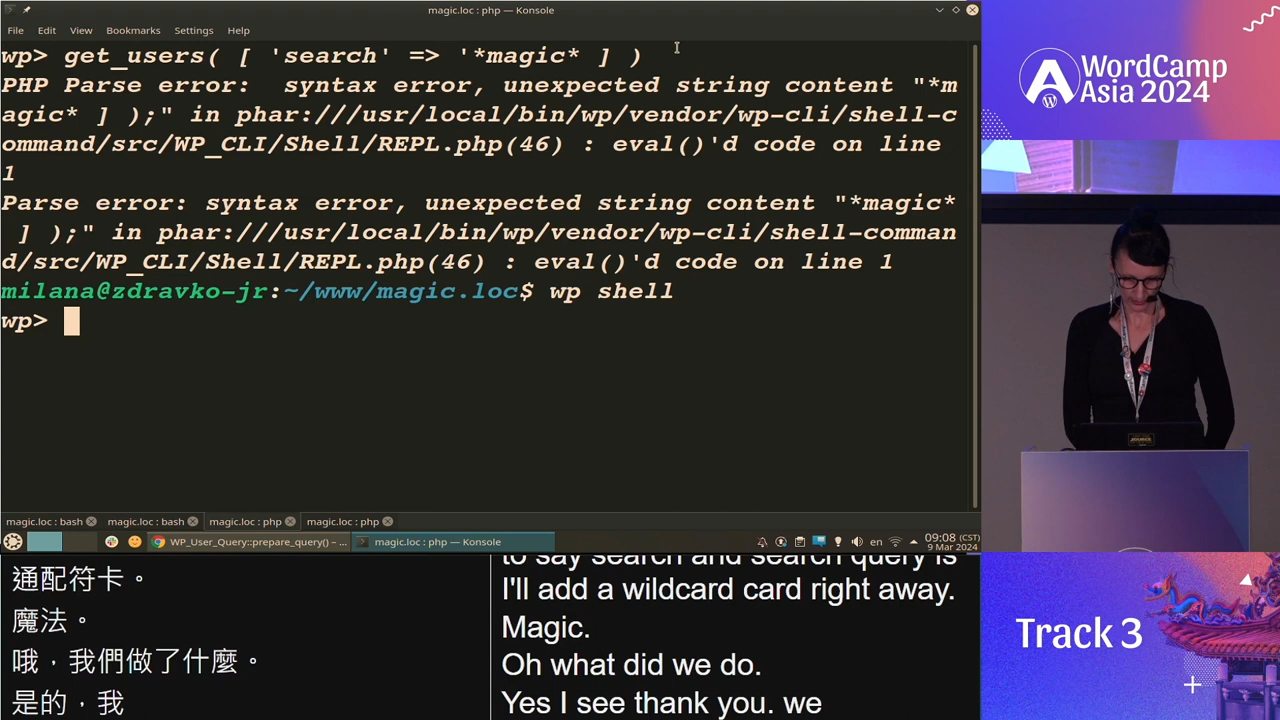 magic.loc : php — Konsole
File Edit View Bookmarks Settings Help
wp> get_users( [ 'search' => '*magic* ] )
PHP Parse error:  syntax error, unexpected string content "*m
agic* ] );" in phar:///usr/local/bin/wp/vendor/wp-cli/shell-c
ommand/src/WP_CLI/Shell/REPL.php(46) : eval()'d code on line
1
Parse error: syntax error, unexpected string content "*magic*
 ] );" in phar:///usr/local/bin/wp/vendor/wp-cli/shell-comman
d/src/WP_CLI/Shell/REPL.php(46) : eval()'d code on line 1
milana@zdravko-jr:~/www/magic.loc$ wp shell
wp>
magic.loc : bash magic.loc : bash magic.loc : php magic.loc : php
WP_User_Query::prepare_query() – ... magic.loc : php — Konsole en 09:08 (CST)
9 Mar 2024
WordCamp
Asia 2024
通配符卡。
魔法。
哦，我們做了什麼。
是的，我
to say search and search query is
I'll add a wildcard card right away.
Magic.
Oh what did we do.
Yes I see thank you. we
Track 3